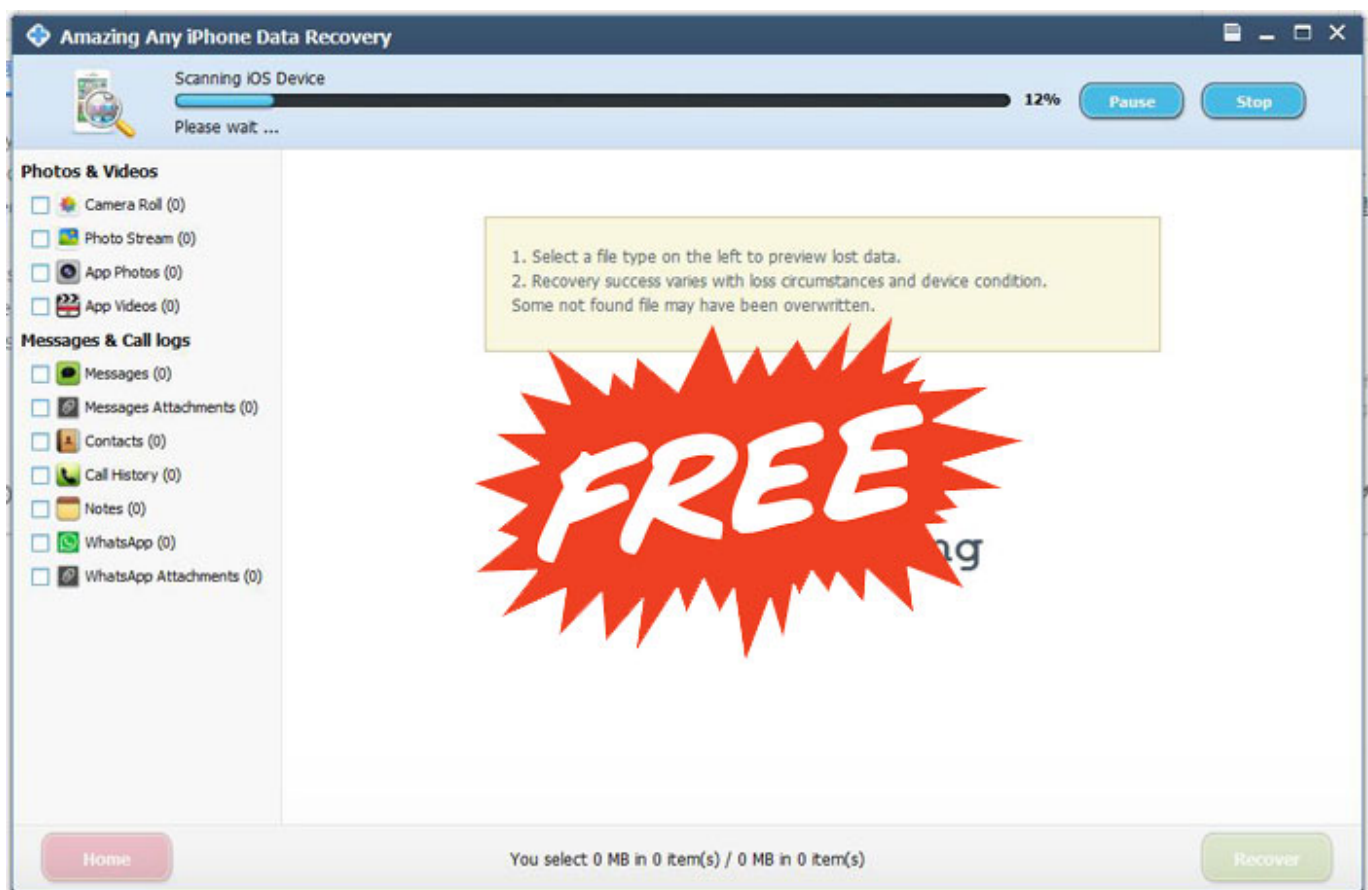 Amazing Any iPhone Data Recovery
Scanning iOS Device
12%
Pause
Stop
Please wait ...
Photos & Videos
Camera Roll (0)
Photo Stream (0)
App Photos (0)
App Videos (0)
Messages & Call logs
Messages (0)
Messages Attachments (0)
Contacts (0)
Call History (0)
Notes (0)
WhatsApp (0)
WhatsApp Attachments (0)
1. Select a file type on the left to preview lost data.
2. Recovery success varies with loss circumstances and device condition.
Some not found file may have been overwritten.
FREE
Home
You select 0 MB in 0 item(s) / 0 MB in 0 item(s)
Recover